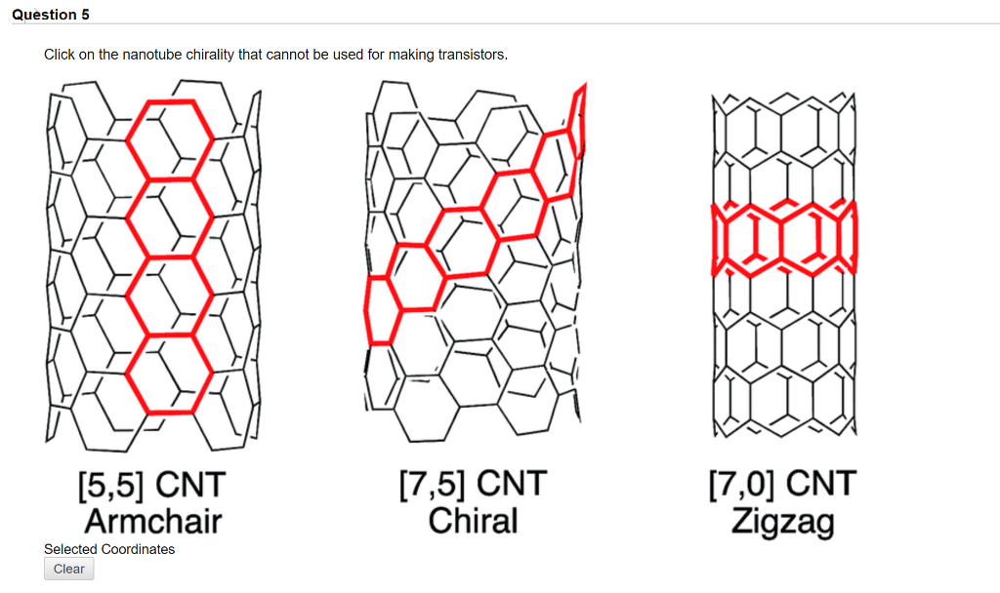 Question 5
Click on the nanotube chirality that cannot be used for making transistors.
[5,5] CNT
Armchair
[7,5] CNT
Chiral
[7,0] CNT
Zigzag
Selected Coordinates
Clear